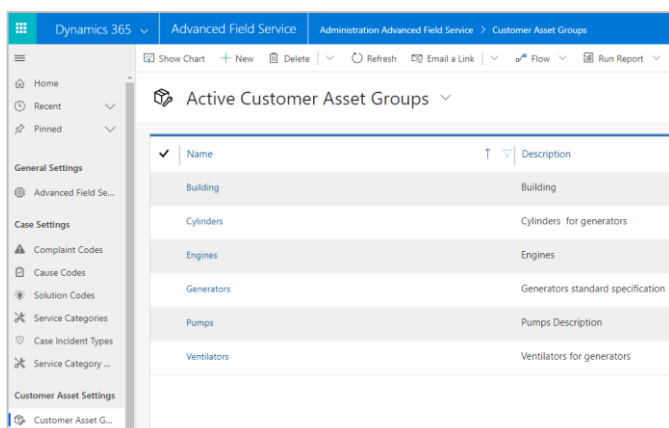 Dynamics 365 Advanced Field Service Administration Advanced Field Service > Customer Asset Groups
Show Chart New Delete Refresh Email a Link Flow Run Report
Home
Recent
Pinned
General Settings
Advanced Field Se...
Case Settings
Complaint Codes
Cause Codes
Solution Codes
Service Categories
Case Incident Types
Service Category ...
Customer Asset Settings
Customer Asset G...
Active Customer Asset Groups
Name Description
Building Building
Cylinders Cylinders for generators
Engines Engines
Generators Generators standard specification
Pumps Pumps Description
Ventilators Ventilators for generators